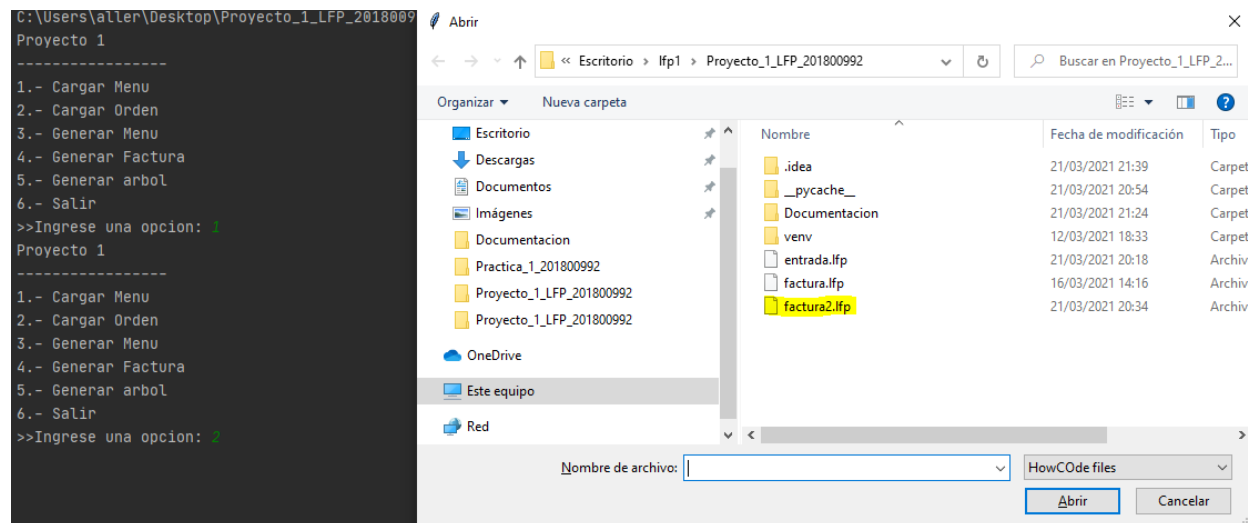 C:\Users\aller\Desktop\Proyecto_1_LFP_2018009
Proyecto 1
-----------------
1.- Cargar Menu
2.- Cargar Orden
3.- Generar Menu
4.- Generar Factura
5.- Generar arbol
6.- Salir
>>Ingrese una opcion: 1
Proyecto 1
-----------------
1.- Cargar Menu
2.- Cargar Orden
3.- Generar Menu
4.- Generar Factura
5.- Generar arbol
6.- Salir
>>Ingrese una opcion: 2
Abrir
« Escritorio › lfp1 › Proyecto_1_LFP_201800992
Buscar en Proyecto_1_LFP_2...
Organizar
Nueva carpeta
Escritorio
Descargas
Documentos
Imágenes
Documentacion
Practica_1_201800992
Proyecto_1_LFP_201800992
Proyecto_1_LFP_201800992
OneDrive
Este equipo
Red
Nombre Fecha de modificación Tipo
.idea 21/03/2021 21:39 Carpet
__pycache__ 21/03/2021 20:54 Carpet
Documentacion 21/03/2021 21:24 Carpet
venv 12/03/2021 18:33 Carpet
entrada.lfp 21/03/2021 20:18 Archiv
factura.lfp 16/03/2021 14:16 Archiv
factura2.lfp 21/03/2021 20:34 Archiv
Nombre de archivo:
HowCOde files
Abrir
Cancelar